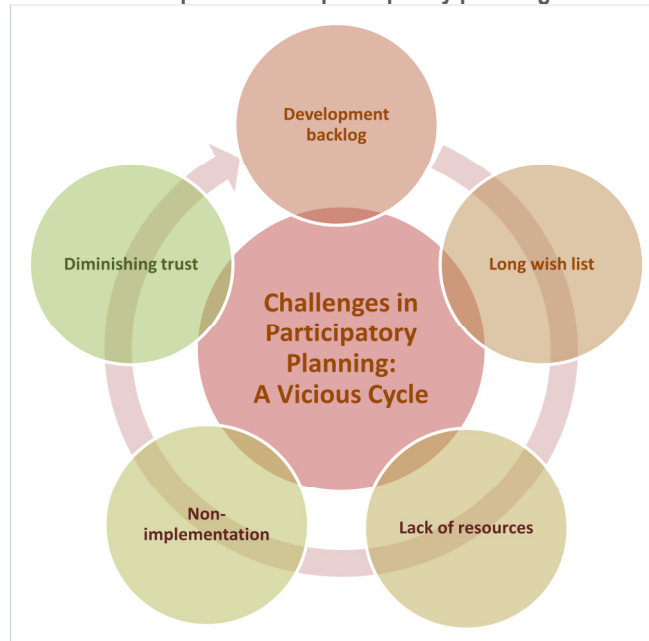 Development
backlog
Diminishing trust
Long wish list
Challenges in
Participatory
Planning:
A Vicious Cycle
Non-
implementation
Lack of resources